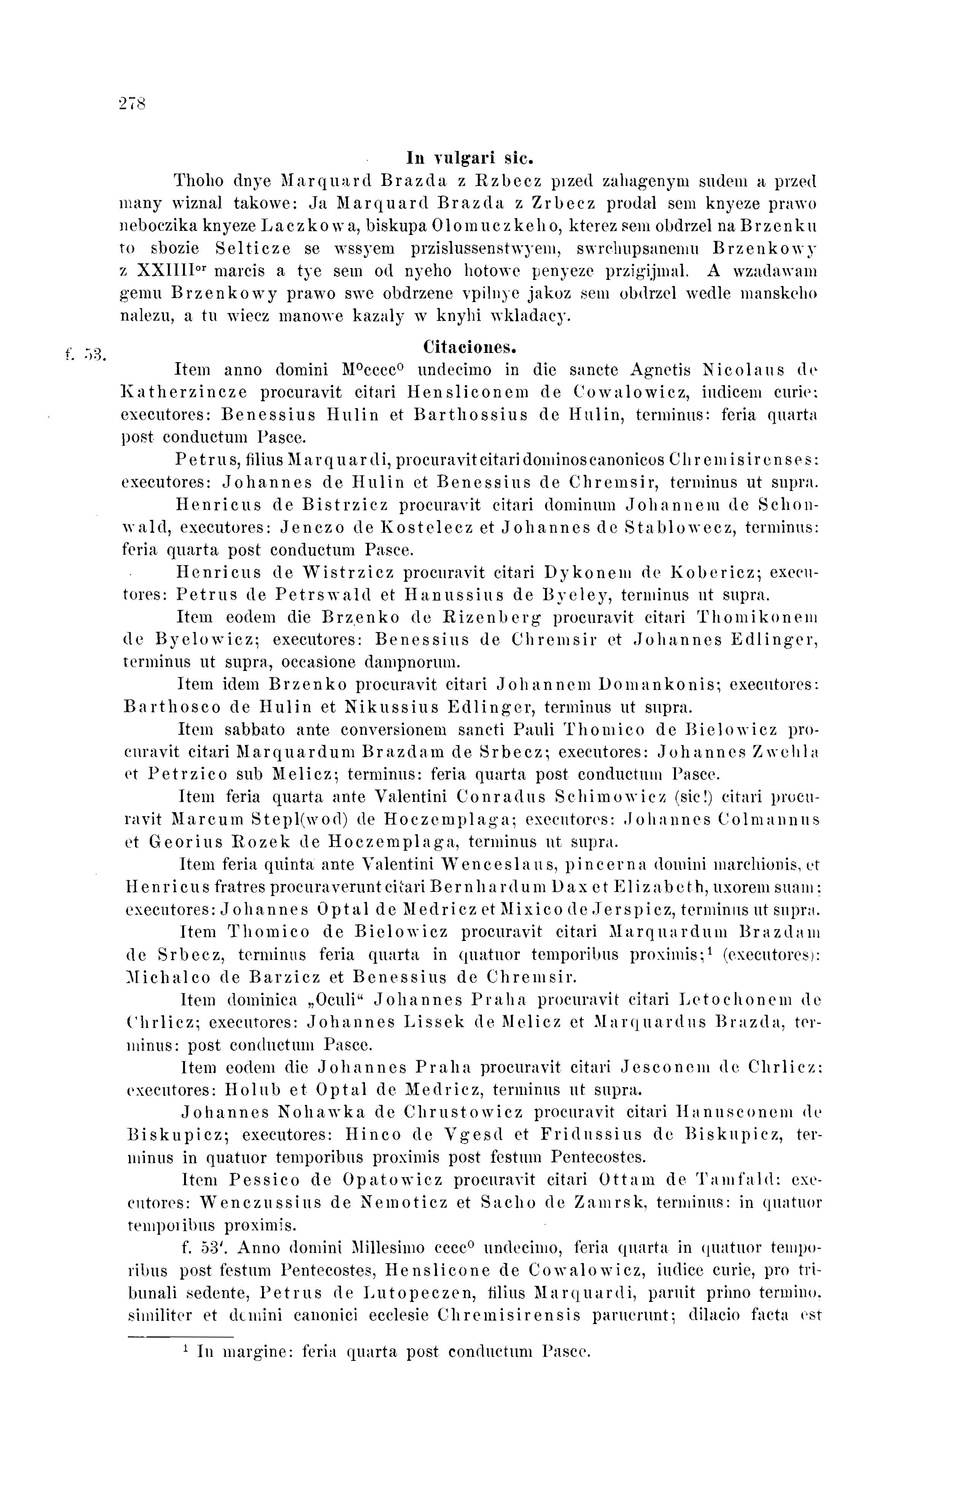 278
In vulgari sic.
Thoho dnye Marquard Brazda z Rzbecz przed zahagenym sudem a przed
many wiznal takowe: Ja Marquard Brazda z Zrbecz prodal sem knyeze prawo
neboczika knyeze Laczkowa, biskupa Olomuczkeho, kterez sem obdrzel na Brzenku
to sbozie Selticze se wssyem przislussenstwyem, swrchupsanemu Brzenkowy
z XXIIIIor marcis a tye sem od nyeho hotowe penyeze przigijmal. A wzadawam
gemu Brzenkowy prawo swe obdrzene vpilnye jakoz sem obdrzel wedle manskeho
nalezu, a tu wiecz manowe kazaly w knyhi wkladacy.
f. 53.
Citaciones.
Item anno domini M⁰cccc⁰ undecimo in die sancte Agnetis Nicolaus de
Katherzincze procuravit citari Hensliconem de Cowalowicz, iudicem curie;
executores: Benessius Hulin et Barthossius de Hulin, terminus: feria quarta
post conductum Pasce.
Petrus, filius Marquardi, procuravit citari dominos canonicos Chremisirenses;
executores: Johannes de Hulin et Benessius de Chremsir, terminus ut supra.
Henricus de Bistrzicz procuravit citari dominum Johannem de Schon-
wald, executores: Jenczo de Kostelecz et Johannes de Stablowecz, terminus:
feria quarta post conductum Pasce.
Henricus de Wistrzicz procuravit citari Dykonem de Kobericz; execu-
tores: Petrus de Petrswald et Hanussius de Byeley, terminus ut supra.
Item eodem die Brzenko de Rizenberg procuravit citari Thomikonem
de Byelowicz; executores: Benessius de Chremsir et Johannes Edlinger,
terminus ut supra, occasione dampnorum.
Item idem Brzenko procuravit citari Johannem Domankonis; executores:
Barthosco de Hulin et Nikussius Edlinger, terminus ut supra.
Item sabbato ante conversionem sancti Pauli Thomico de Bielowicz pro-
curavit citari Marquardum Brazdam de Srbecz; executores: Johannes Zwehla
et Petrzico sub Melicz; terminus: feria quarta post conductum Pasce.
Item feria quarta ante Valentini Conradus Schimowicz (sic!) citari procu-
ravit Marcum Stepl(wod) de Hoczemplaga; executores: Johannes Colmannus
et Georius Rozek de Hoczemplaga, terminus ut supra.
Item feria quinta ante Valentini Wenceslaus, pincerna domini marchionis, et
Henricus fratres procuraverunt citari Bernhardum Dax et Elizabeth, uxorem suam;
executores: Johannes Optal de Medricz et Mixico de Jerspicz, terminus ut supra.
Item Thomico de Bielowicz procuravit citari Marquardum Brazdam
de Srbecz, terminus feria quarta in quatuor temporibus proximis;¹ (executores):
Michalco de Barzicz et Benessius de Chremsir.
Item dominica „Oculi“ Johannes Praha procuravit citari Letochonem de
Chrlicz; executores: Johannes Lissek de Melicz et Marquardus Brazda, ter-
minus: post conductum Pasce.
Item eodem die Johannes Praha procuravit citari Jesconem de Chrlicz;
executores: Holub et Optal de Medricz, terminus ut supra.
Johannes Nohawka de Chrustowicz procuravit citari Hanusconem de
Biskupicz; executores: Hinco de Vgesd et Fridussius de Biskupicz, ter-
minus in quatuor temporibus proximis post festum Pentecostes.
Item Pessico de Opatowicz procuravit citari Ottam de Tamfald; exe-
cutores: Wenczussius de Nemoticz et Sacho de Zamrsk, terminus: in quatuor
temporibus proximis.
f. 53′. Anno domini Millesimo cccc⁰ undecimo, feria quarta in quatuor tempo-
ribus post festum Pentecostes, Henslicone de Cowalowicz, iudice curie, pro tri-
bunali sedente, Petrus de Lutopeczen, filius Marquardi, paruit primo termino,
similiter et domini canonici ecclesie Chremisirensis paruerunt; dilacio facta est
¹ In margine: feria quarta post conductum Pasce.